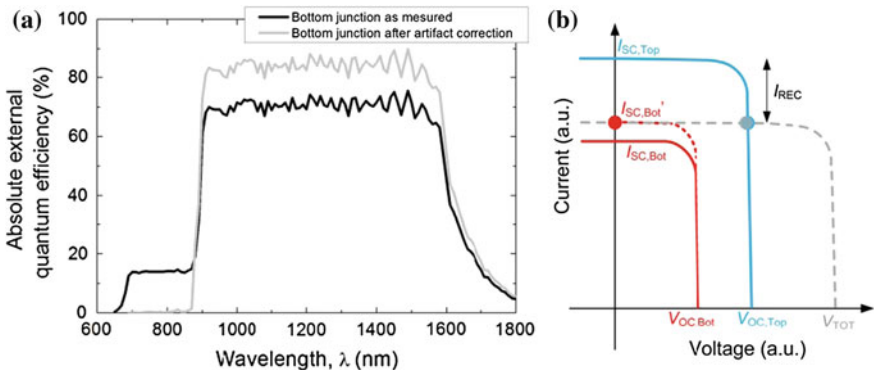 (a)
Bottom junction as mesured
Bottom junction after artifact correction
100
80
60
40
20
0
Absolute external
quantum efficiency (%)
600 800 1000 1200 1400 1600 1800
Wavelength, λ (nm)
(b)
I_SC,Top
I_REC
I_SC,Bot'
I_SC,Bot
Current (a.u.)
V_OC.Bot V_OC,Top V_TOT
Voltage (a.u.)